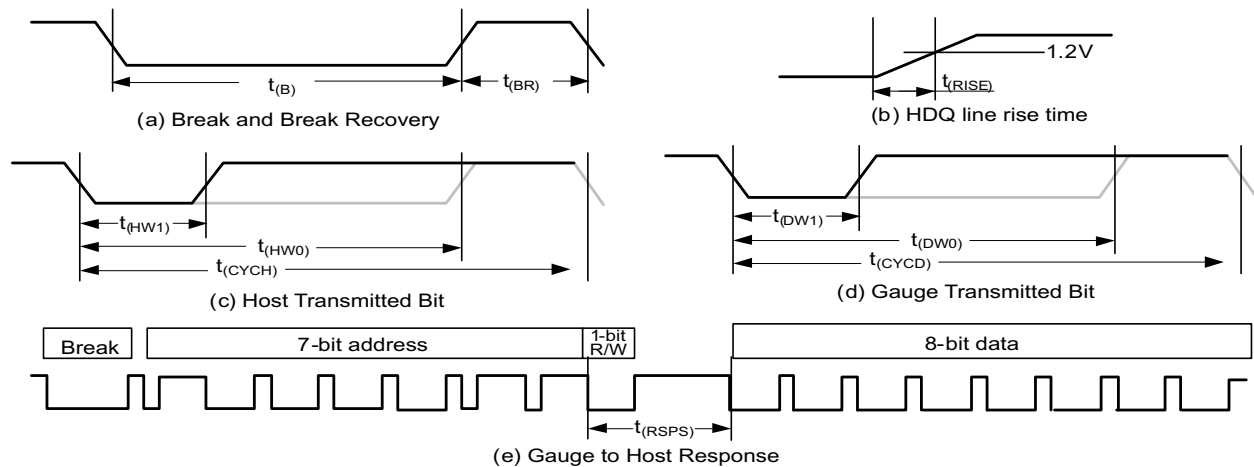 t(B)
t(BR)
(a) Break and Break Recovery
1.2V
t(RISE)
(b) HDQ line rise time
t(HW1)
t(HW0)
t(CYCH)
(c) Host Transmitted Bit
t(DW1)
t(DW0)
t(CYCD)
(d) Gauge Transmitted Bit
Break
7-bit address
1-bit
R/W
8-bit data
t(RSPS)
(e) Gauge to Host Response